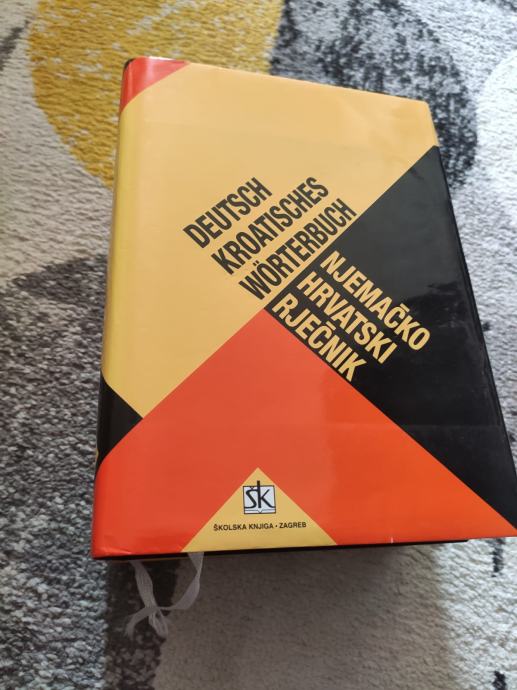 DEUTSCH
KROATISCHES
WÖRTERBUCH
NJEMAČKO
HRVATSKI
RJEČNIK
šk
ŠKOLSKA KNJIGA • ZAGREB